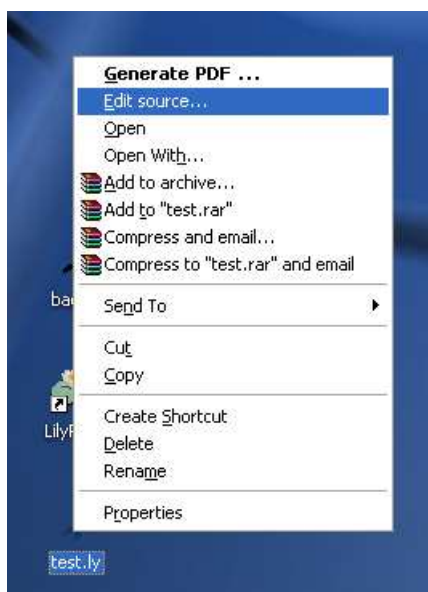 Generate PDF ...
Edit source...
Open
Open With...
Add to archive...
Add to "test.rar"
Compress and email...
Compress to "test.rar" and email
Send To
Cut
Copy
Create Shortcut
Delete
Rename
Properties
test.ly